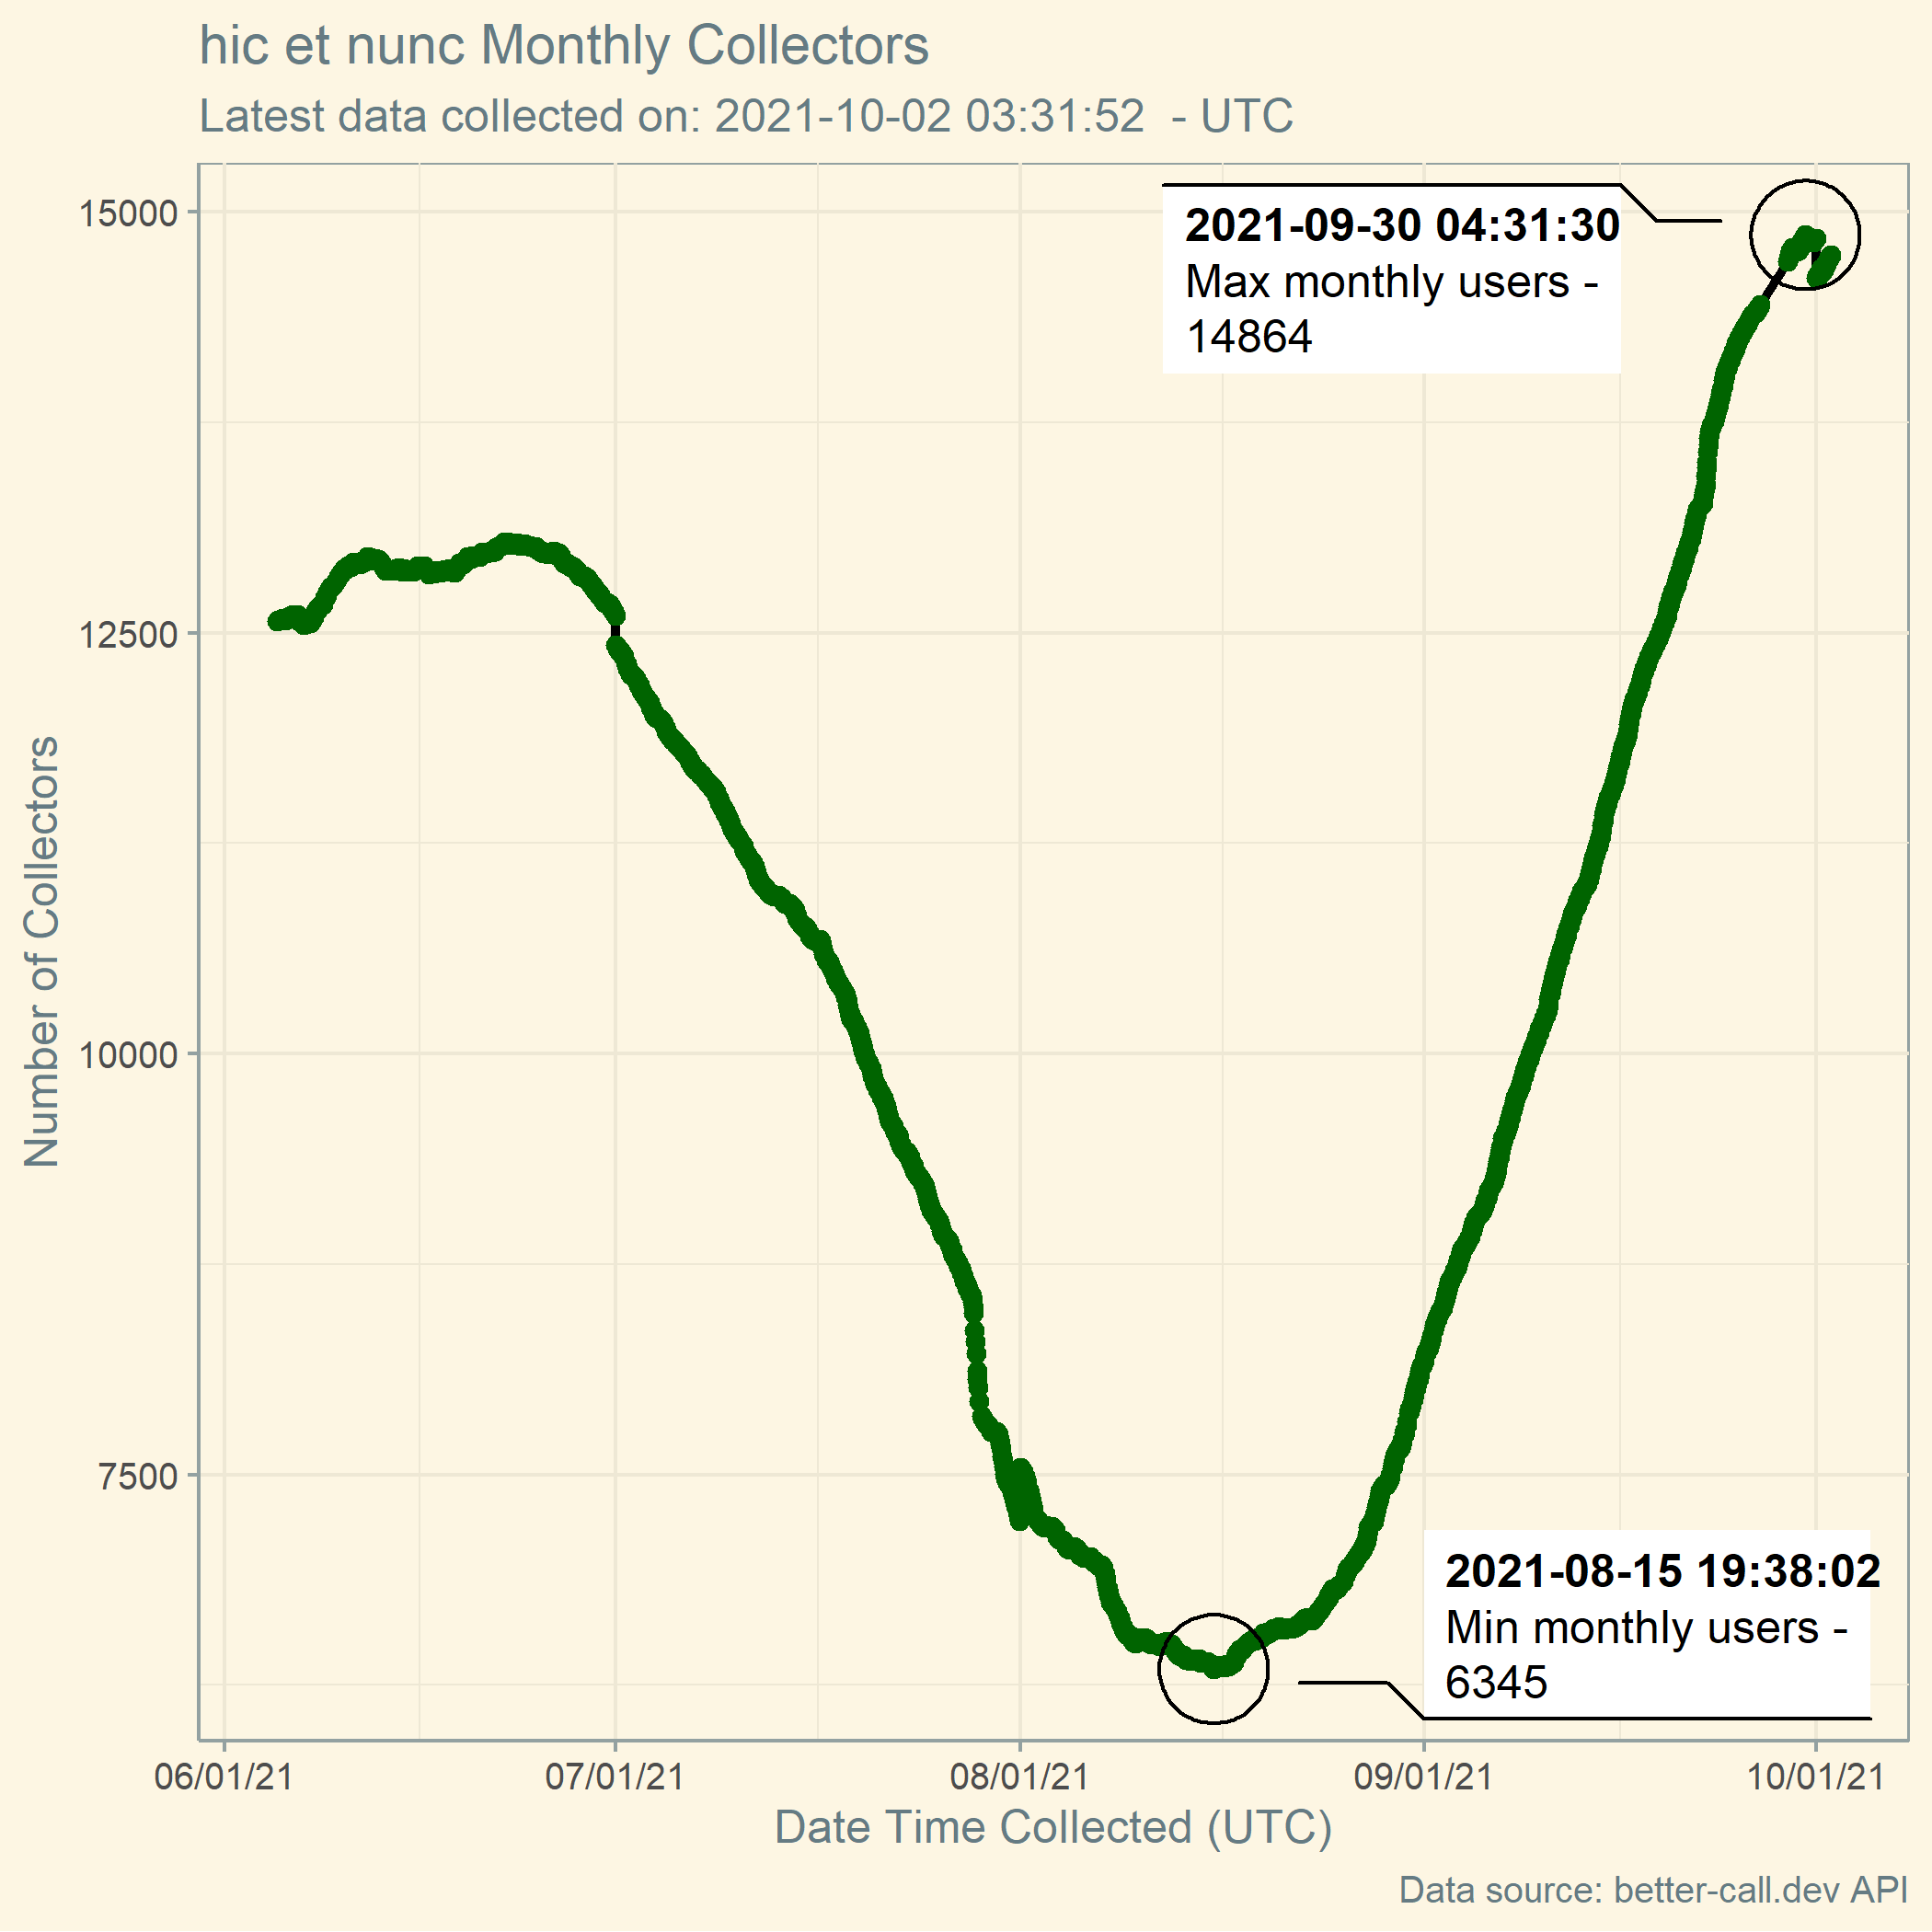 hic et nunc Monthly Collectors
Latest data collected on: 2021-10-02 03:31:52  - UTC
15000
2021-09-30 04:31:30
Max monthly users -
14864
12500
Number of Collectors
10000
7500
2021-08-15 19:38:02
Min monthly users -
6345
06/01/21 07/01/21 08/01/21 09/01/21 10/01/21
Date Time Collected (UTC)
Data source: better-call.dev API